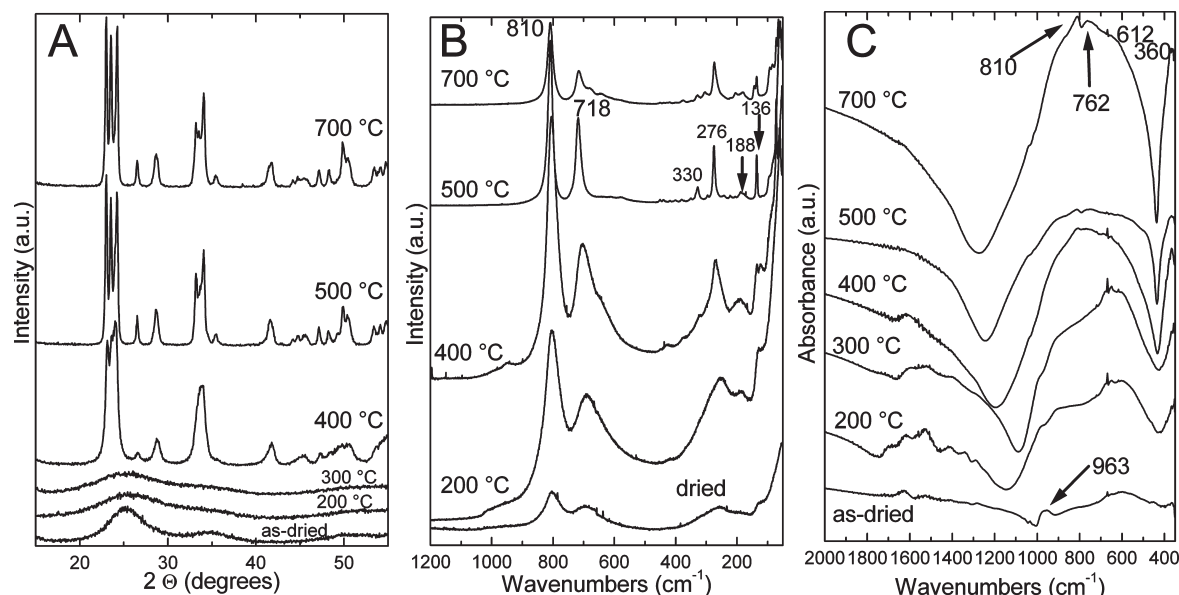 A
Intensity (a.u.)
700 °C
500 °C
400 °C
300 °C
200 °C
as-dried
20 30 40 50
2 Θ (degrees)
B
Intensity (a.u.)
810
700 °C
718
136
276
188
330
500 °C
400 °C
200 °C
dried
1200 1000 800 600 400 200
Wavenumbers (cm⁻¹)
C
Absorbance (a.u.)
612
360
810
762
700 °C
500 °C
400 °C
300 °C
200 °C
963
as-dried
2000 1800 1600 1400 1200 1000 800 600 400
Wavenumbers (cm⁻¹)